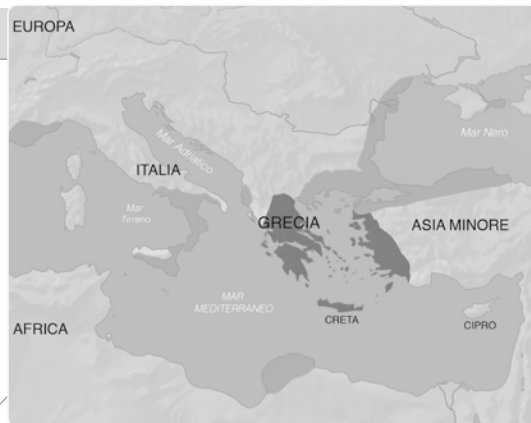 EUROPA
Mar Nero
Mar Adriatico
ITALIA
Mar
Tirreno
GRECIA
ASIA MINORE
MAR
MEDITERRANEO
CRETA
CIPRO
AFRICA